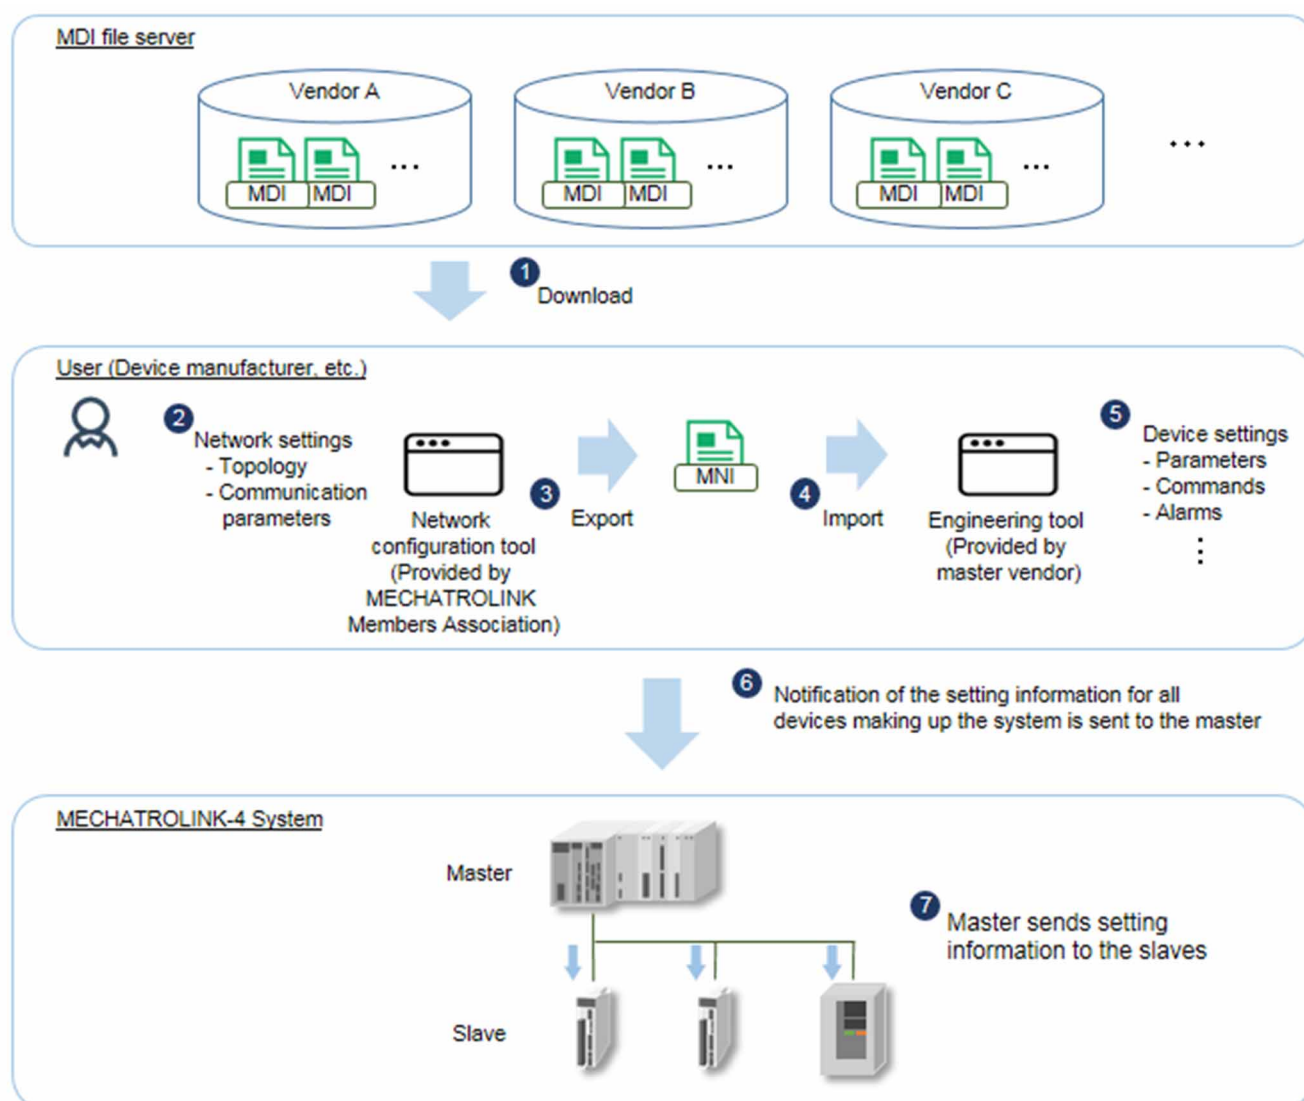 MDI file server
Vendor A
Vendor B
Vendor C
MDI MDI ...
MDI MDI ...
MDI MDI ...
...
1 Download
User (Device manufacturer, etc.)
2 Network settings
- Topology
- Communication
parameters
Network
configuration tool
(Provided by
MECHATROLINK
Members Association)
3 Export
MNI
4 Import
Engineering tool
(Provided by
master vendor)
5 Device settings
- Parameters
- Commands
- Alarms
⋮
6 Notification of the setting information for all
devices making up the system is sent to the master
MECHATROLINK-4 System
Master
7 Master sends setting
information to the slaves
Slave